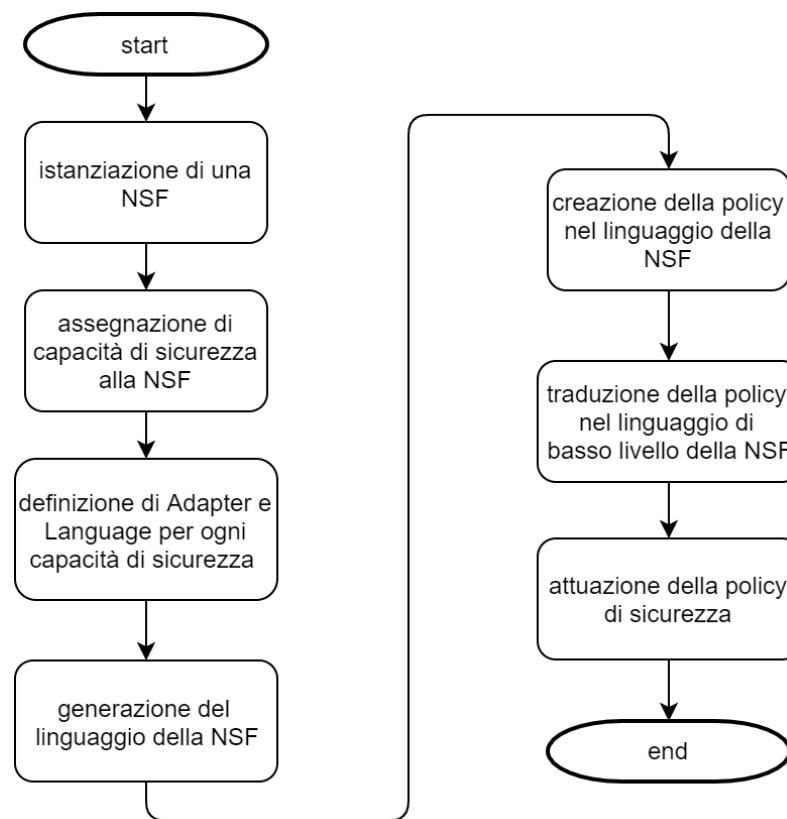 start
istanziazione di una
NSF
assegnazione di
capacità di sicurezza
alla NSF
definizione di Adapter e
Language per ogni
capacità di sicurezza
generazione del
linguaggio della NSF
creazione della policy
nel linguaggio della
NSF
traduzione della policy
nel linguaggio di
basso livello della NSF
attuazione della policy
di sicurezza
end